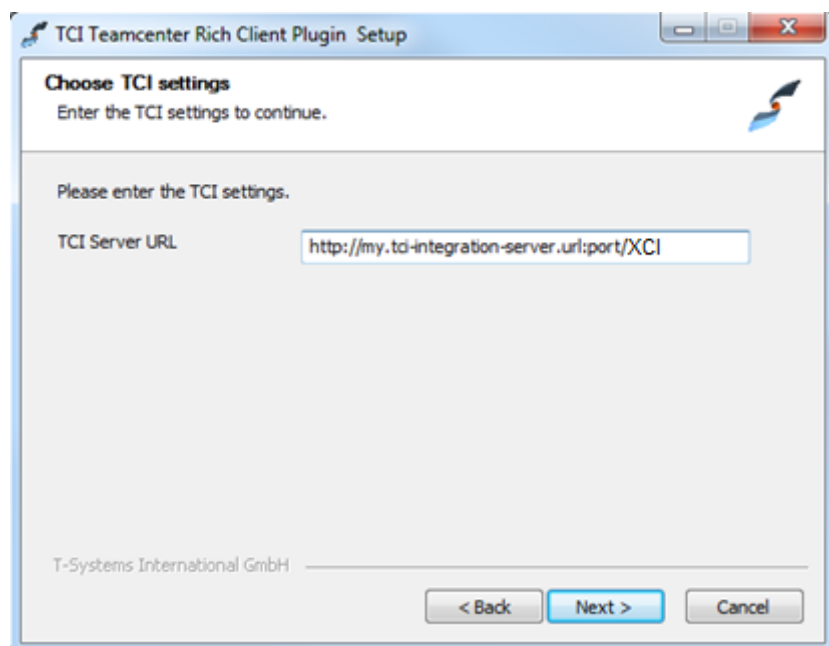 TCI Teamcenter Rich Client Plugin Setup
Choose TCI settings
Enter the TCI settings to continue.
Please enter the TCI settings.
TCI Server URL
http://my.tci-integration-server.url:port/XCI
T-Systems International GmbH
< Back
Next >
Cancel